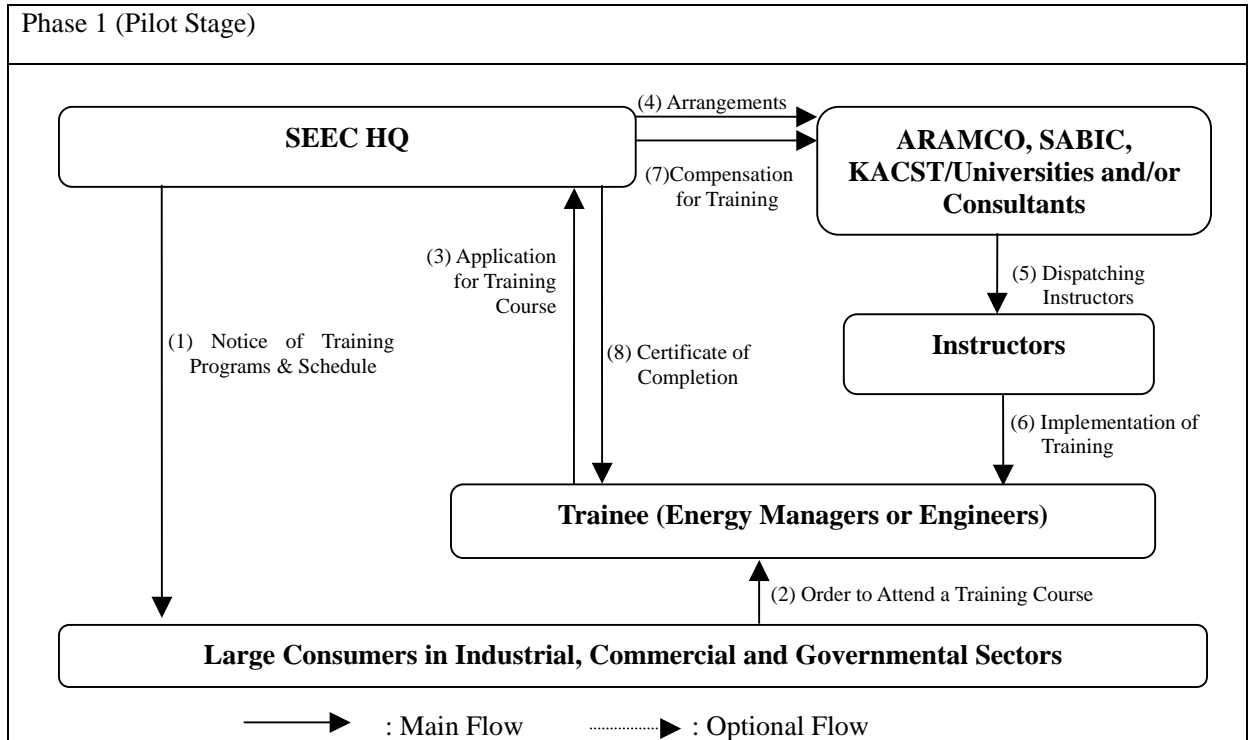 Phase 1 (Pilot Stage)
(4) Arrangements
SEEC HQ
ARAMCO, SABIC,
KACST/Universities and/or
Consultants
(7)Compensation
for Training
(3) Application
for Training
Course
(5) Dispatching
Instructors
(1) Notice of Training
Programs & Schedule
Instructors
(8) Certificate of
Completion
(6) Implementation of
Training
Trainee (Energy Managers or Engineers)
(2) Order to Attend a Training Course
Large Consumers in Industrial, Commercial and Governmental Sectors
: Main Flow
: Optional Flow